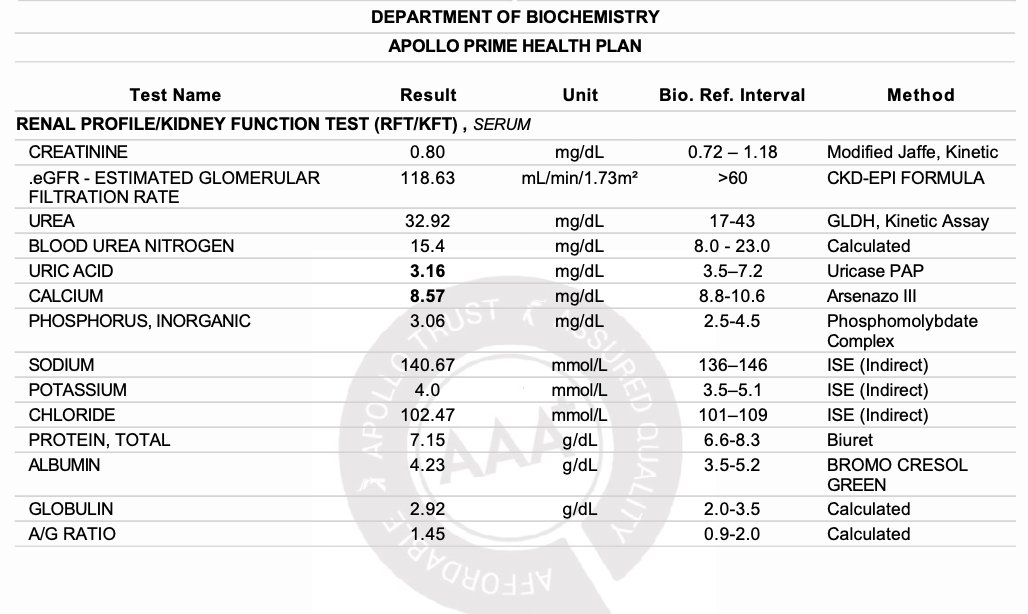 DEPARTMENT OF BIOCHEMISTRY
APOLLO PRIME HEALTH PLAN
Test Name Result Unit Bio. Ref. Interval Method
RENAL PROFILE/KIDNEY FUNCTION TEST (RFT/KFT) , SERUM
CREATININE 0.80 mg/dL 0.72 – 1.18 Modified Jaffe, Kinetic
.eGFR - ESTIMATED GLOMERULAR 118.63 mL/min/1.73m² >60 CKD-EPI FORMULA
FILTRATION RATE
UREA 32.92 mg/dL 17-43 GLDH, Kinetic Assay
BLOOD UREA NITROGEN 15.4 mg/dL 8.0 - 23.0 Calculated
URIC ACID 3.16 mg/dL 3.5–7.2 Uricase PAP
CALCIUM 8.57 mg/dL 8.8-10.6 Arsenazo III
PHOSPHORUS, INORGANIC 3.06 mg/dL 2.5-4.5 Phosphomolybdate
Complex
SODIUM 140.67 mmol/L 136–146 ISE (Indirect)
POTASSIUM 4.0 mmol/L 3.5–5.1 ISE (Indirect)
CHLORIDE 102.47 mmol/L 101–109 ISE (Indirect)
PROTEIN, TOTAL 7.15 g/dL 6.6-8.3 Biuret
ALBUMIN 4.23 g/dL 3.5-5.2 BROMO CRESOL
GREEN
GLOBULIN 2.92 g/dL 2.0-3.5 Calculated
A/G RATIO 1.45 0.9-2.0 Calculated
APOLLO TRUST ASSURED QUALITY AFFORDABLE
AAA